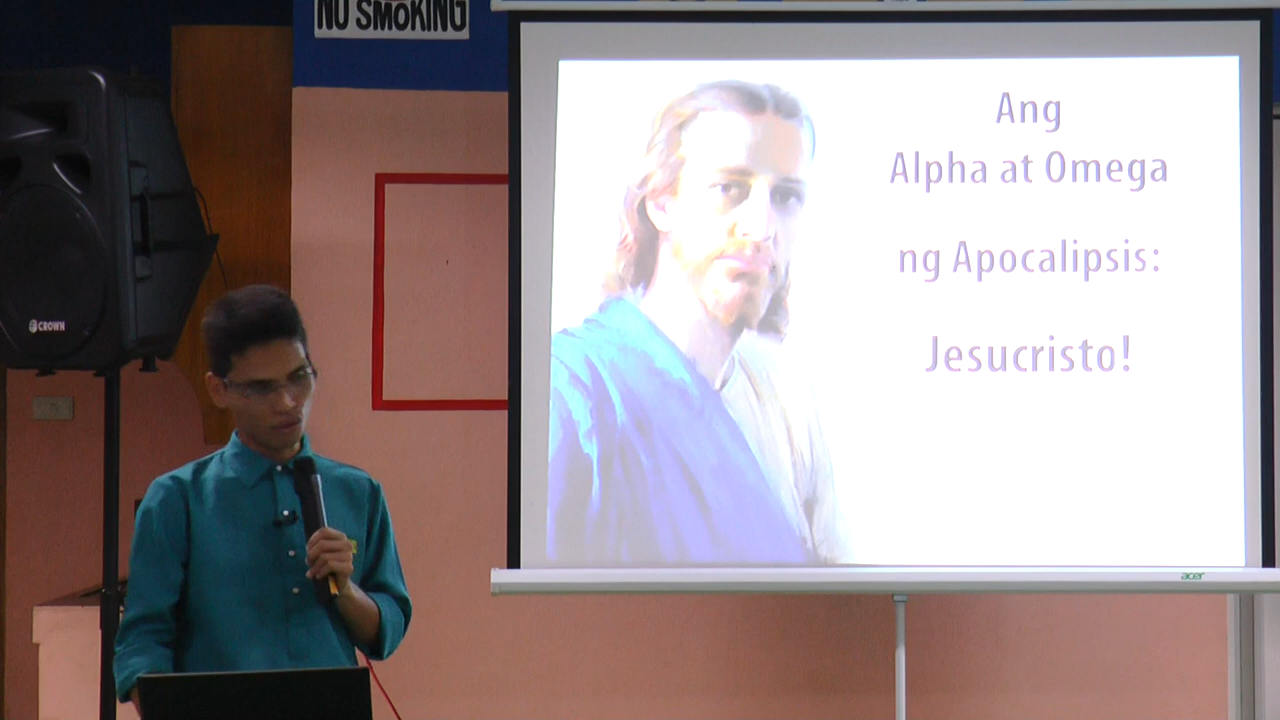 NO SMOKING
Ang
Alpha at Omega
ng Apocalipsis:
Jesucristo!
CROWN
acer